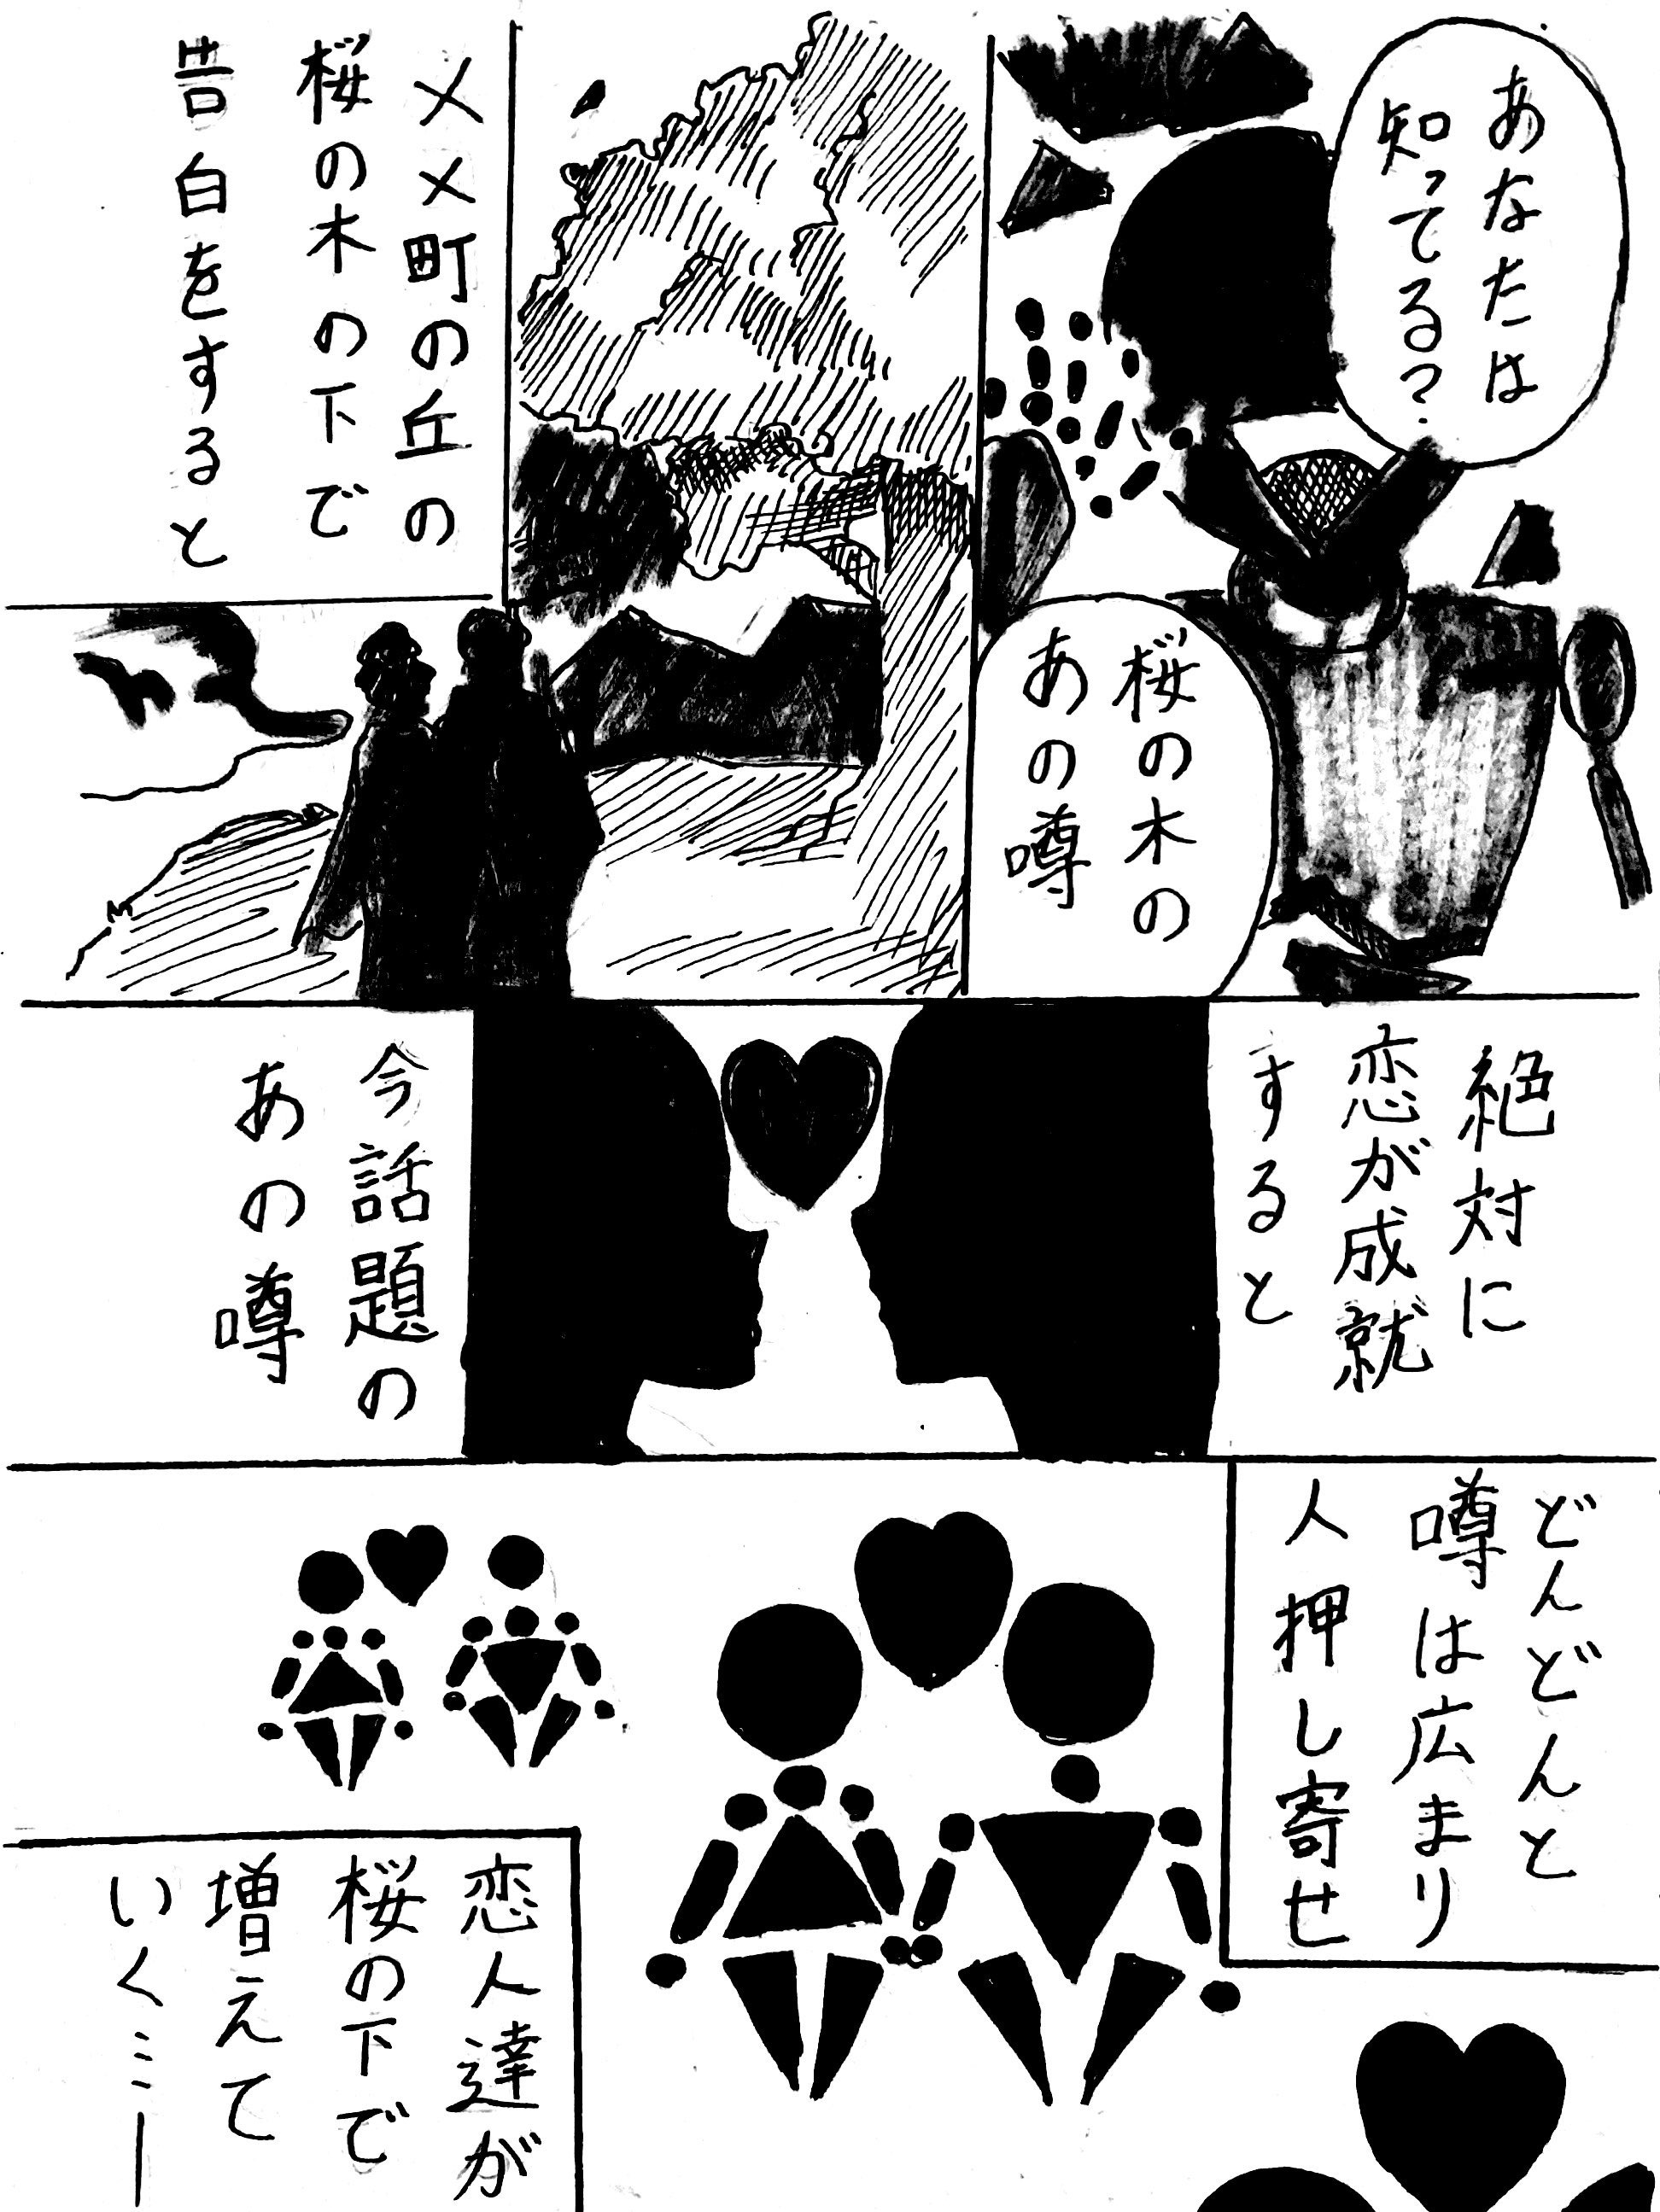 あなたは
知ってる?
桜の木の
あの噂
メメ町の丘の
桜の木の下で
告白をすると
絶対に
恋が成就
すると
今話題の
あの噂
どんどんと
噂は広まり
人押し寄せ
恋人達が
桜の下で
増えて
いく…ー